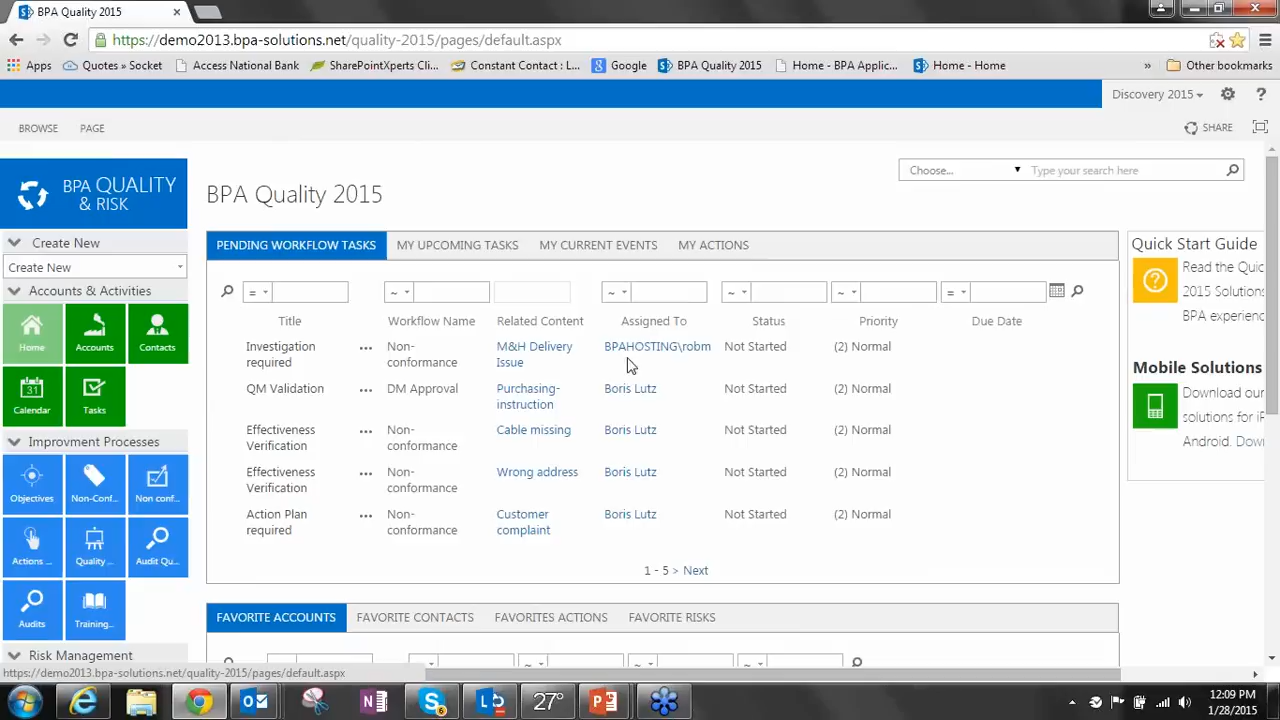 BPA Quality 2015
https://demo2013.bpa-solutions.net/quality-2015/pages/default.aspx
Apps Quotes » Socket Access National Bank SharePointXperts Cli... Constant Contact : L... Google BPA Quality 2015 Home - BPA Applic... Home - Home » Other bookmarks
Discovery 2015 ?
BROWSE PAGE SHARE
BPA QUALITY
& RISK
BPA Quality 2015
Choose... Type your search here
Create New
Create New
Accounts & Activities
Home Accounts Contacts
31
Calendar Tasks
Improvment Processes
Objectives Non-Conf... Non conf...
Actions ... Quality ... Audit Qu...
Audits Training...
Risk Management
PENDING WORKFLOW TASKS MY UPCOMING TASKS MY CURRENT EVENTS MY ACTIONS
= ~ ~ ~ ~ =
Title Workflow Name Related Content Assigned To Status Priority Due Date
Investigation ... Non- M&H Delivery BPAHOSTING\robm Not Started (2) Normal
required conformance Issue
QM Validation ... DM Approval Purchasing- Boris Lutz Not Started (2) Normal
instruction
Effectiveness ... Non- Cable missing Boris Lutz Not Started (2) Normal
Verification conformance
Effectiveness ... Non- Wrong address Boris Lutz Not Started (2) Normal
Verification conformance
Action Plan ... Non- Customer Boris Lutz Not Started (2) Normal
required conformance complaint
1 - 5 > Next
FAVORITE ACCOUNTS FAVORITE CONTACTS FAVORITES ACTIONS FAVORITE RISKS
Quick Start Guide
? Read the Quic
2015 Solution
BPA experienc
Mobile Solutions
Download our
solutions for iF
Android. Down
https://demo2013.bpa-solutions.net/quality-2015/pages/default.aspx
27°
12:09 PM
1/28/2015